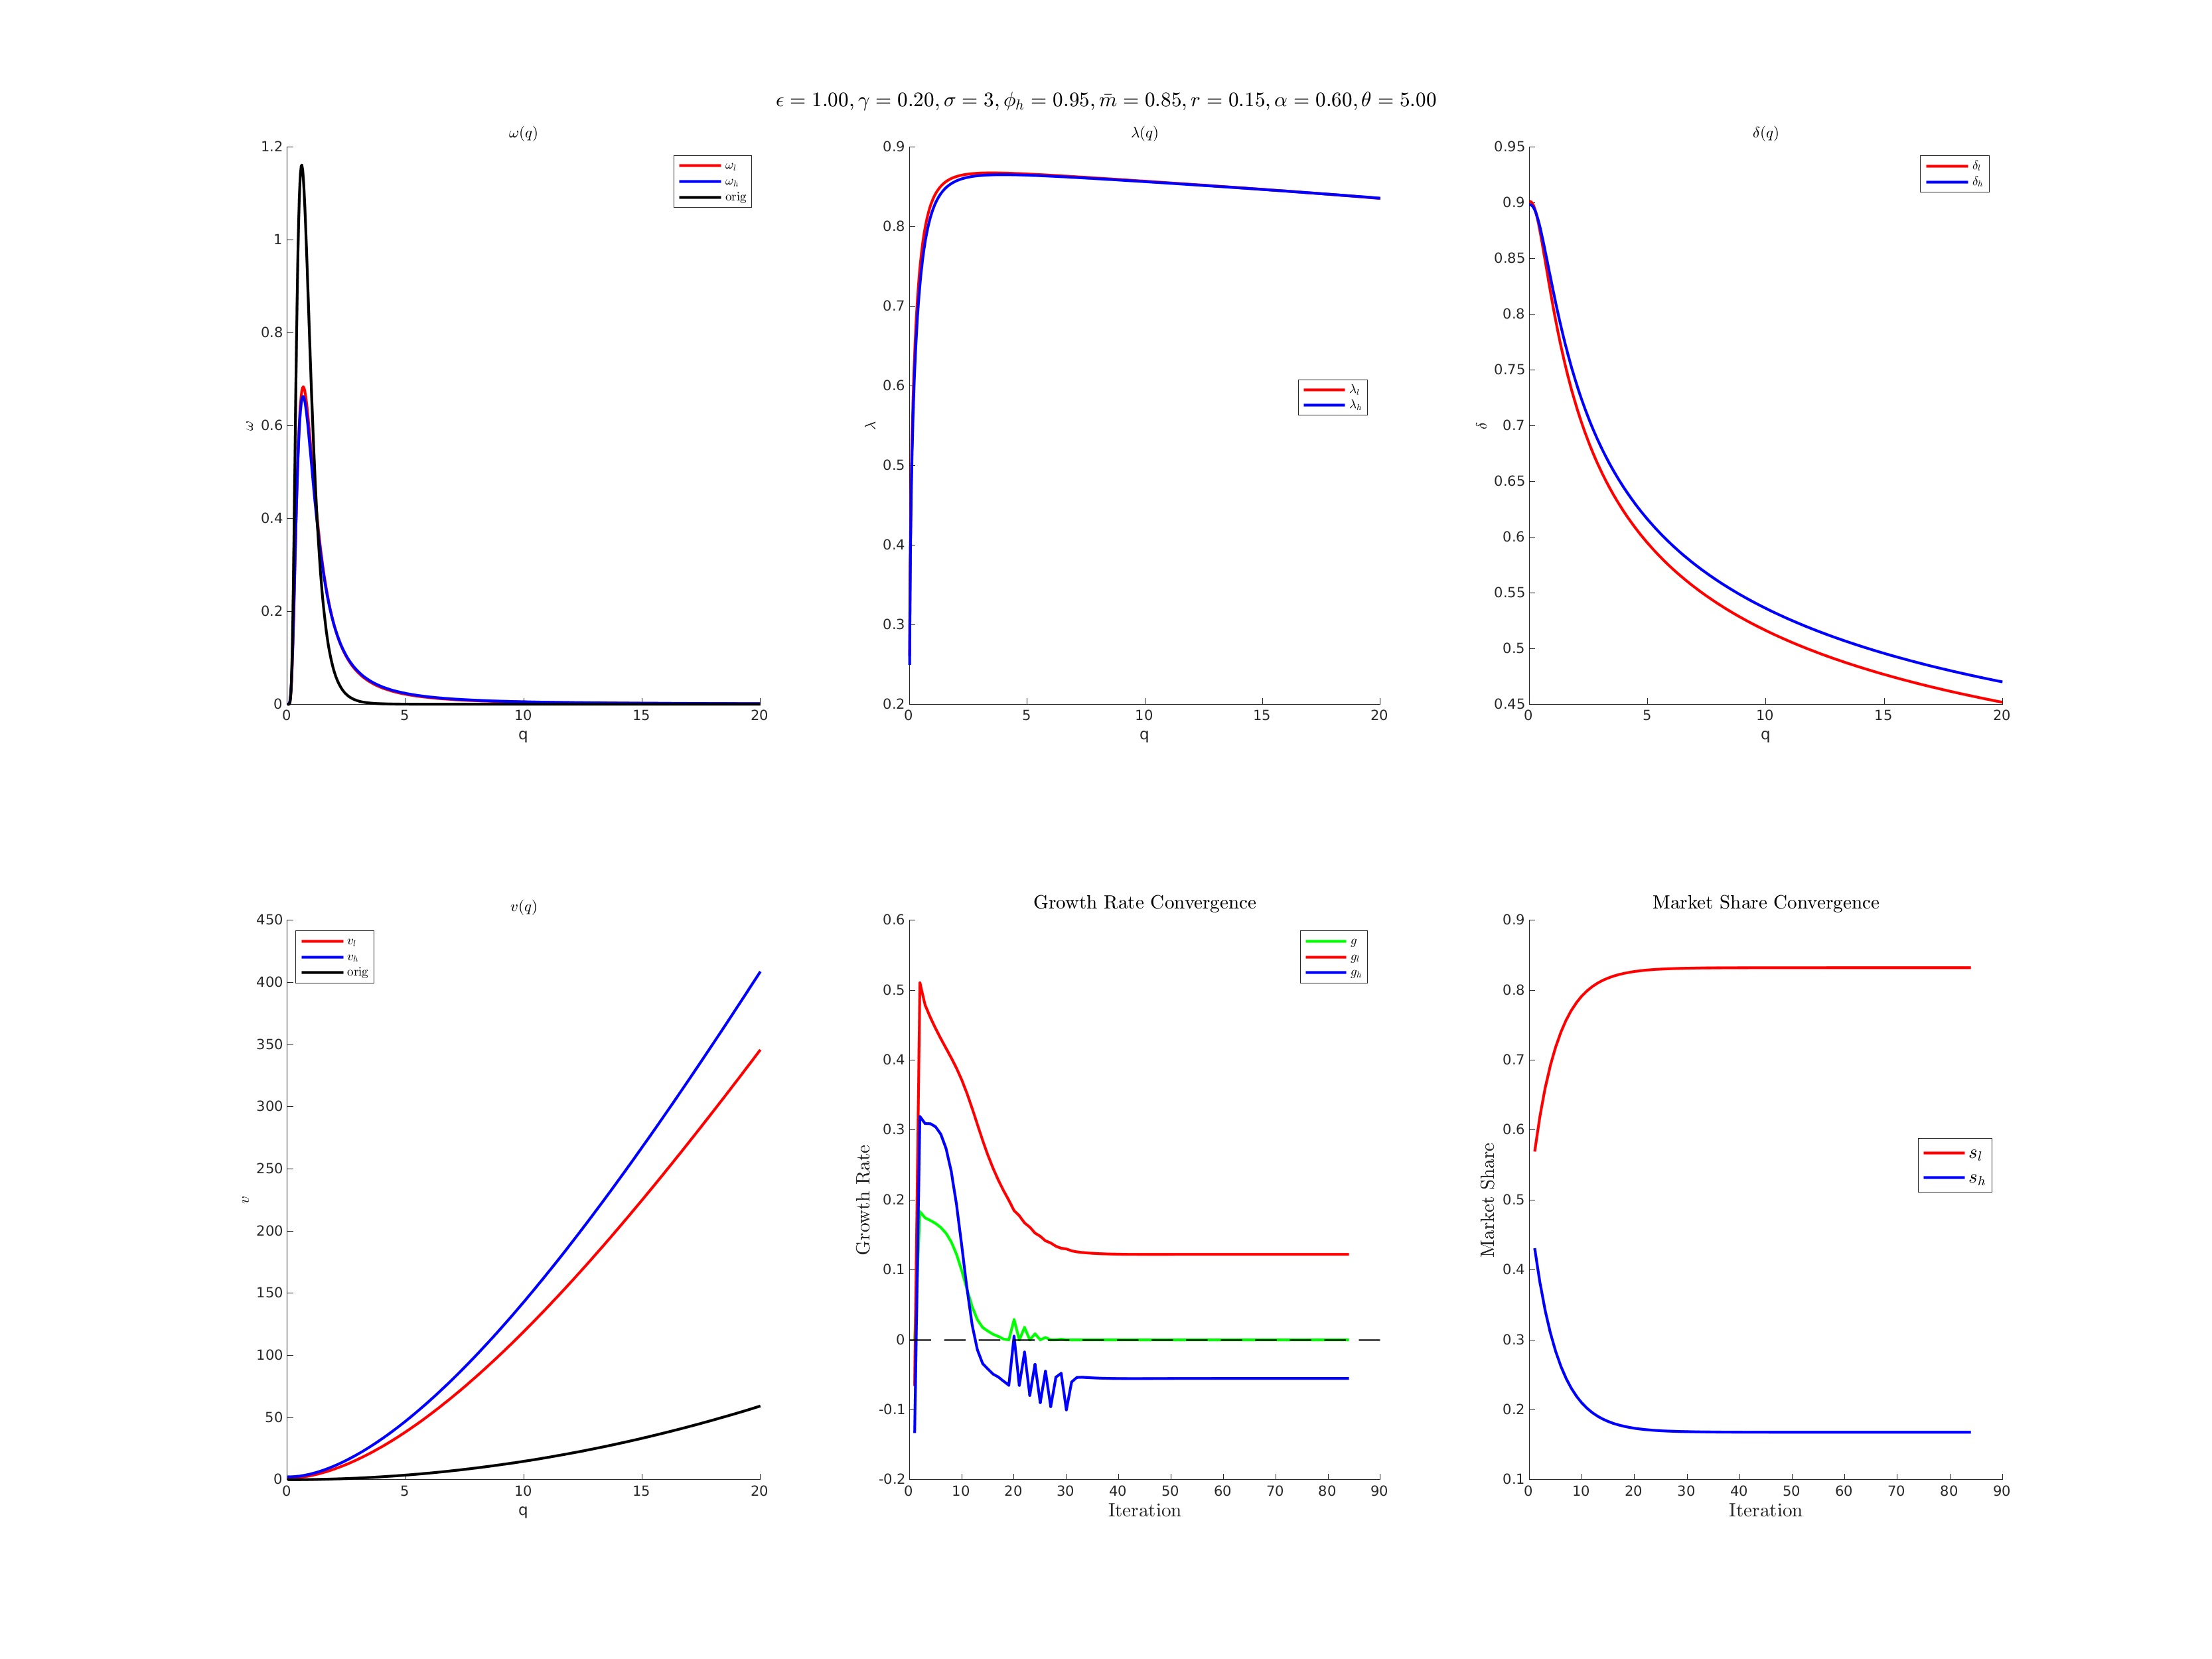 ϵ = 1.00, γ = 0.20, σ = 3, ϕ_h = 0.95, m̄ = 0.85, r = 0.15, α = 0.60, θ = 5.00
ω(q)
1.2
1
0.8
0.6
0.4
0.2
0
ω
ω_l
ω_h
orig
0 5 10 15 20
q
λ(q)
0.9
0.8
0.7
0.6
0.5
0.4
0.3
0.2
λ
λ_l
λ_h
0 5 10 15 20
q
δ(q)
0.95
0.9
0.85
0.8
0.75
0.7
0.65
0.6
0.55
0.5
0.45
δ
δ_l
δ_h
0 5 10 15 20
q
v(q)
450
400
350
300
250
200
150
100
50
0
v
v_l
v_h
orig
0 5 10 15 20
q
Growth Rate Convergence
0.6
0.5
0.4
0.3
0.2
0.1
0
-0.1
-0.2
Growth Rate
g
g_l
g_h
0 10 20 30 40 50 60 70 80 90
Iteration
Market Share Convergence
0.9
0.8
0.7
0.6
0.5
0.4
0.3
0.2
0.1
Market Share
s_l
s_h
0 10 20 30 40 50 60 70 80 90
Iteration